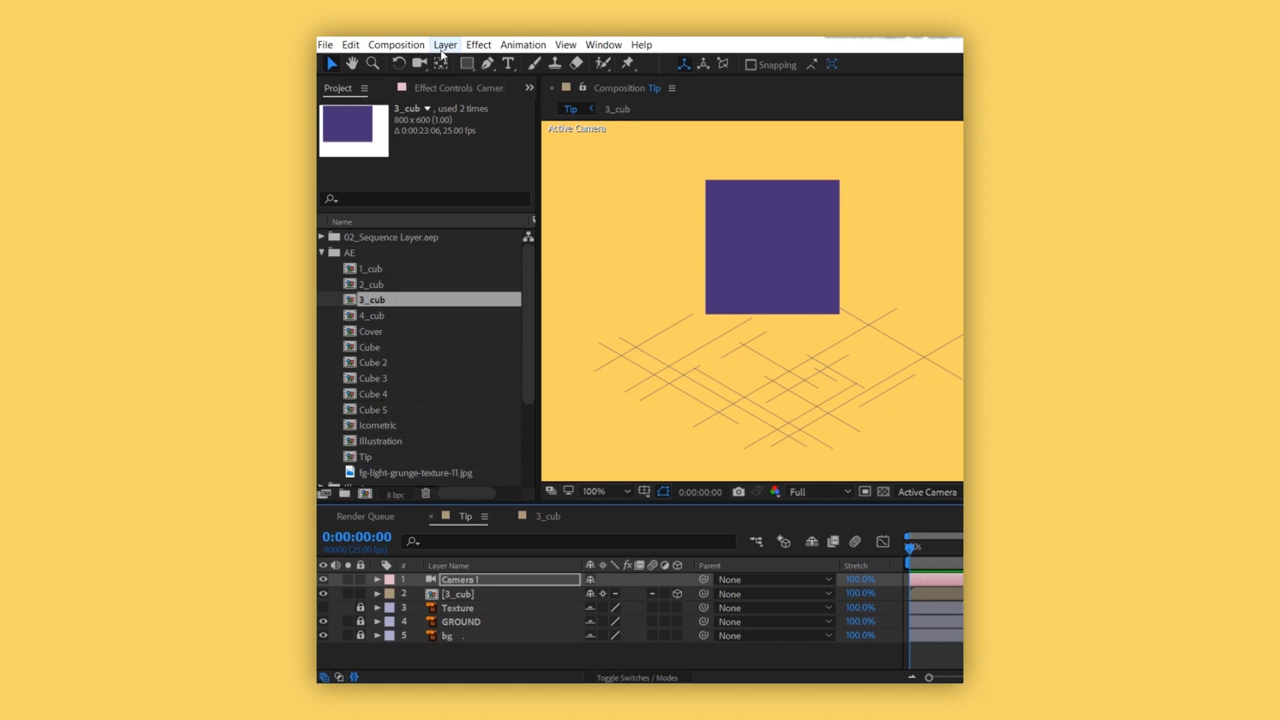 File Edit Composition Layer Effect Animation View Window Help
Snapping
Project Effect Controls Camer
Composition Tip
Tip 3_cub
3_cub , used 2 times
800 x 600 (1.00)
Δ 0:00:23:06, 25.00 fps
Active Camera
Name
02_Sequence Layer.aep
AE
1_cub
2_cub
3_cub
4_cub
Cover
Cube
Cube 2
Cube 3
Cube 4
Cube 5
Icometric
Illustration
Tip
fg-light-grunge-texture-11.jpg
8 bpc
100% 0:00:00:00 Full Active Camera
Render Queue Tip 3_cub
0:00:00:00
00000 (25.00 fps)
# Layer Name fx Parent Stretch
1 Camera 1 None 100.0%
2 [3_cub] None 100.0%
3 Texture None 100.0%
4 GROUND None 100.0%
5 bg None 100.0%
Toggle Switches / Modes